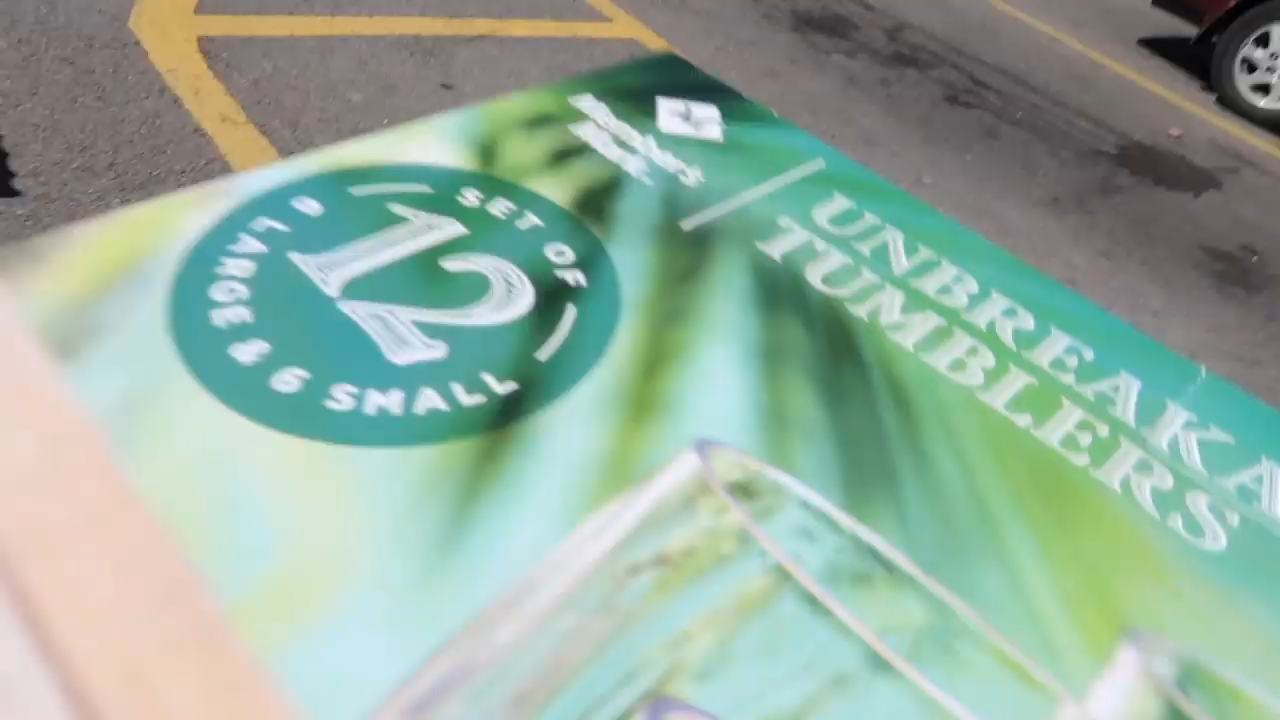 SET OF
12
6 LARGE & 6 SMALL
UNBREAKA
TUMBLERS